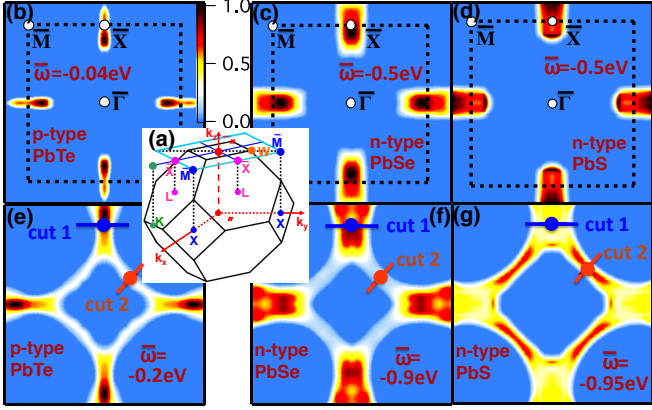 (b)
M̅
X̅
ω̅=-0.04eV
Γ̅
p-type
PbTe
1.0
0.5
0.0
(c)
M̅
X̅
ω̅=-0.5eV
Γ̅
n-type
PbSe
(d)
M̅
X̅
ω̅=-0.5eV
Γ̅
n-type
PbS
(a)
kz
M̅
W
X̅
X̅
M̅
L
L
K
X
X
kx
ky
(e)
cut 1
cut 2
p-type
PbTe
ω̅=
-0.2eV
(f)
cut 1
cut 2
n-type
PbSe
ω̅=
-0.9eV
(g)
cut 1
cut 2
n-type
PbS
ω̅=
-0.95eV